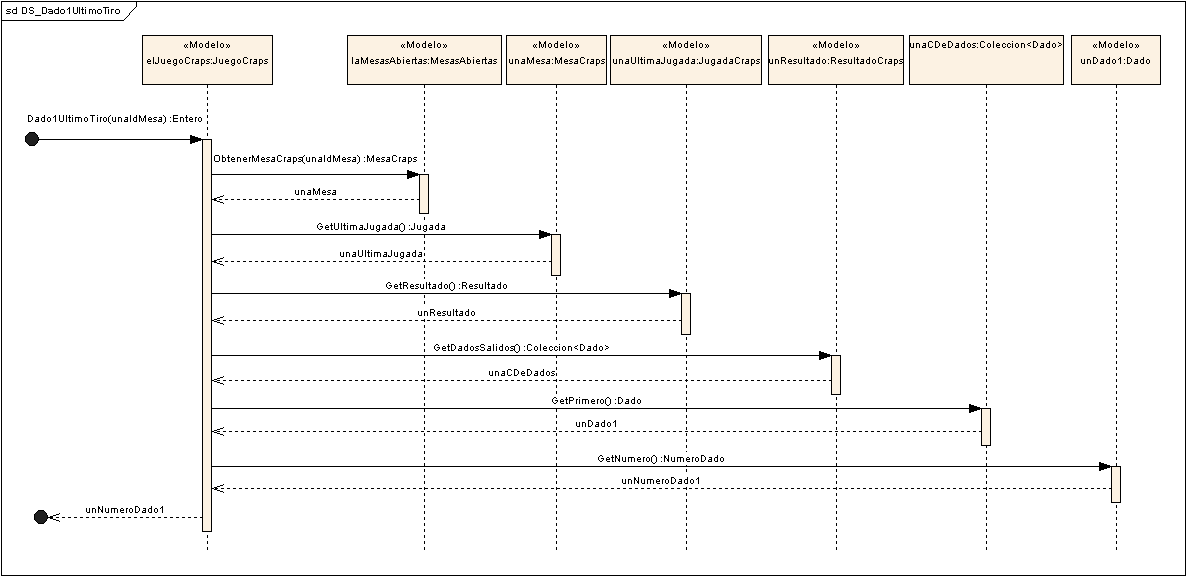 sd DS_Dado1UltimoTiro
«Modelo»
elJuegoCraps:JuegoCraps
«Modelo»
laMesasAbiertas:MesasAbiertas
«Modelo»
unaMesa:MesaCraps
«Modelo»
unaUltimaJugada:JugadaCraps
«Modelo»
unResultado:ResultadoCraps
unaCDeDados:Coleccion<Dado>
«Modelo»
unDado1:Dado
Dado1UltimoTiro(unaIdMesa) :Entero
ObtenerMesaCraps(unaIdMesa) :MesaCraps
unaMesa
GetUltimaJugada() :Jugada
unaUltimaJugada
GetResultado() :Resultado
unResultado
GetDadosSalidos() :Coleccion<Dado>
unaCDeDados
GetPrimero() :Dado
unDado1
GetNumero() :NumeroDado
unNumeroDado1
unNumeroDado1